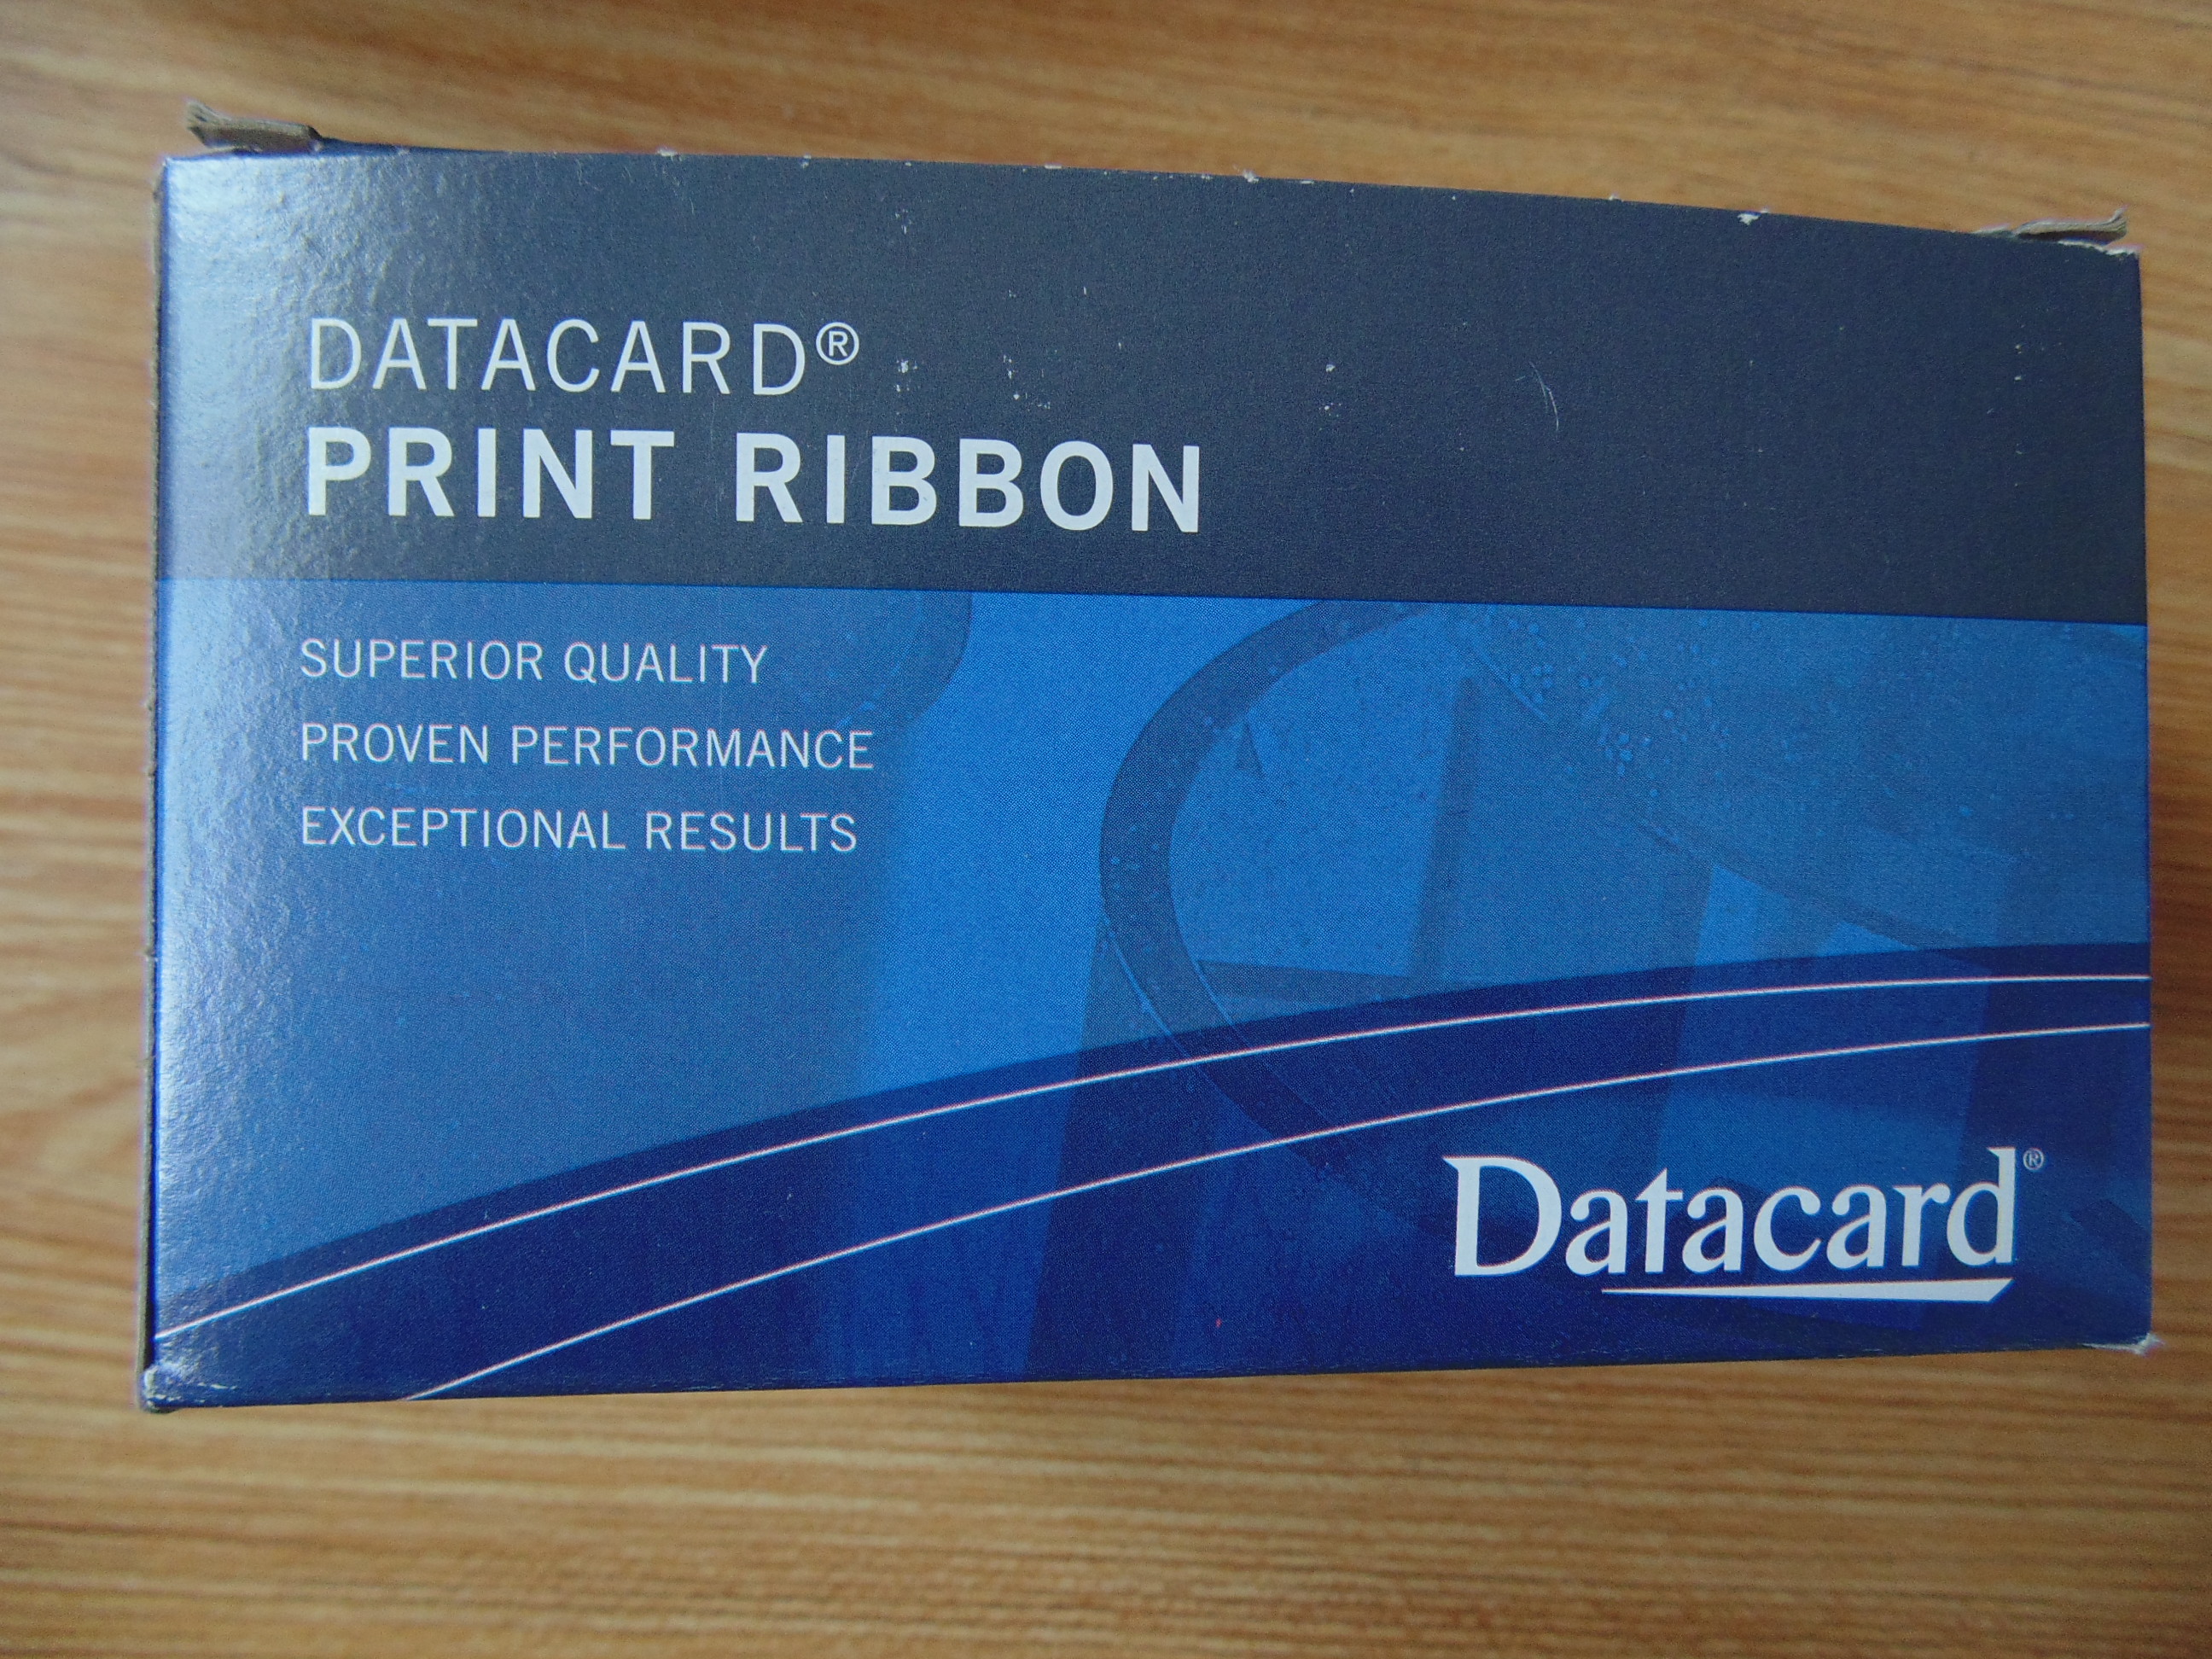 DATACARD®
PRINT RIBBON
SUPERIOR QUALITY
PROVEN PERFORMANCE
EXCEPTIONAL RESULTS
Datacard®